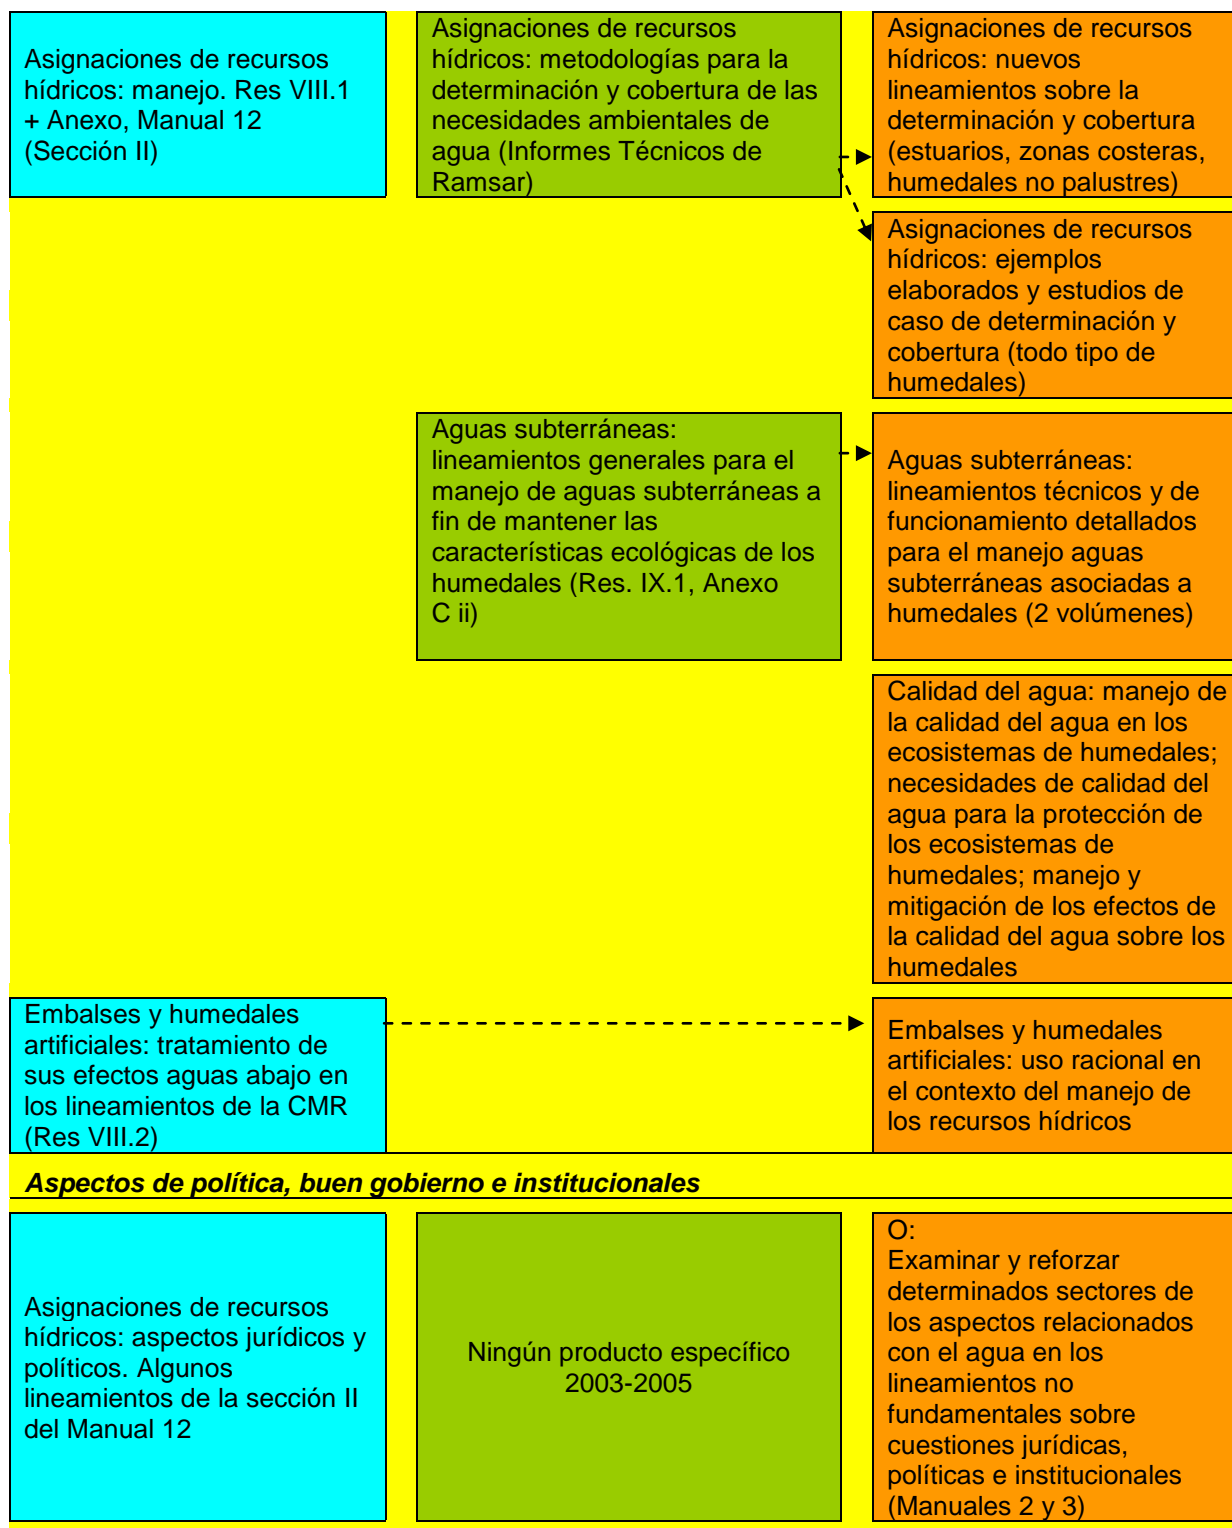 Asignaciones de recursos
hídricos: manejo. Res VIII.1
+ Anexo, Manual 12
(Sección II)
Asignaciones de recursos
hídricos: metodologías para la
determinación y cobertura de las
necesidades ambientales de
agua (Informes Técnicos de
Ramsar)
Asignaciones de recursos
hídricos: nuevos
lineamientos sobre la
determinación y cobertura
(estuarios, zonas costeras,
humedales no palustres)
Asignaciones de recursos
hídricos: ejemplos
elaborados y estudios de
caso de determinación y
cobertura (todo tipo de
humedales)
Aguas subterráneas:
lineamientos generales para el
manejo de aguas subterráneas a
fin de mantener las
características ecológicas de los
humedales (Res. IX.1, Anexo
C ii)
Aguas subterráneas:
lineamientos técnicos y de
funcionamiento detallados
para el manejo aguas
subterráneas asociadas a
humedales (2 volúmenes)
Calidad del agua: manejo de
la calidad del agua en los
ecosistemas de humedales;
necesidades de calidad del
agua para la protección de
los ecosistemas de
humedales; manejo y
mitigación de los efectos de
la calidad del agua sobre los
humedales
Embalses y humedales
artificiales: tratamiento de
sus efectos aguas abajo en
los lineamientos de la CMR
(Res VIII.2)
Embalses y humedales
artificiales: uso racional en
el contexto del manejo de
los recursos hídricos
Aspectos de política, buen gobierno e institucionales
Asignaciones de recursos
hídricos: aspectos jurídicos y
políticos. Algunos
lineamientos de la sección II
del Manual 12
Ningún producto específico
2003-2005
O:
Examinar y reforzar
determinados sectores de
los aspectos relacionados
con el agua en los
lineamientos no
fundamentales sobre
cuestiones jurídicas,
políticas e institucionales
(Manuales 2 y 3)